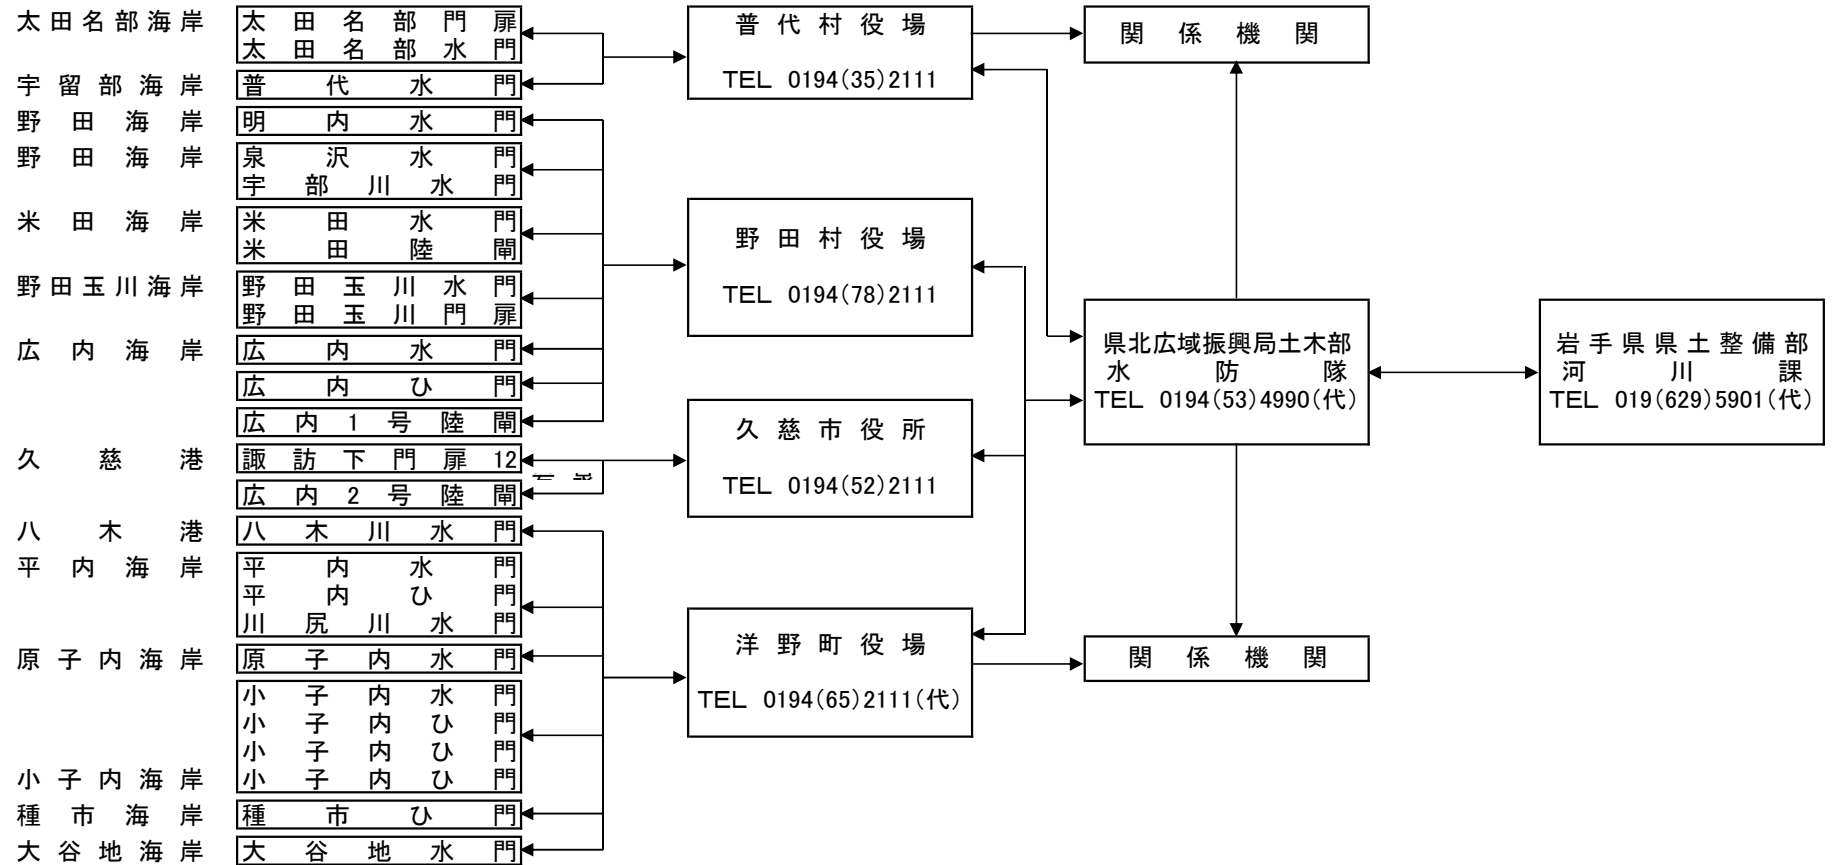 太田名部海岸
太田名部門扉
太田名部水門
宇留部海岸
普代水門
野田海岸
明内水門
野田海岸
泉沢水門
宇部川水門
米田海岸
米田水門
米田陸閘
野田玉川海岸
野田玉川水門
野田玉川門扉
広内海岸
広内水門
広内ひ門
広内1号陸閘
久慈港
諏訪下門扉12
広内2号陸閘
八木港
八木川水門
平内海岸
平内水門
平内ひ門
川尻川水門
原子内海岸
原子内水門
小子内水門
小子内ひ門
小子内ひ門
小子内海岸
小子内ひ門
種市海岸
種市ひ門
大谷地海岸
大谷地水門
普代村役場
TEL 0194(35)2111
野田村役場
TEL 0194(78)2111
久慈市役所
TEL 0194(52)2111
洋野町役場
TEL 0194(65)2111(代)
関係機関
県北広域振興局土木部
水防隊
TEL 0194(53)4990(代)
関係機関
岩手県県土整備部
河川課
TEL 019(629)5901(代)